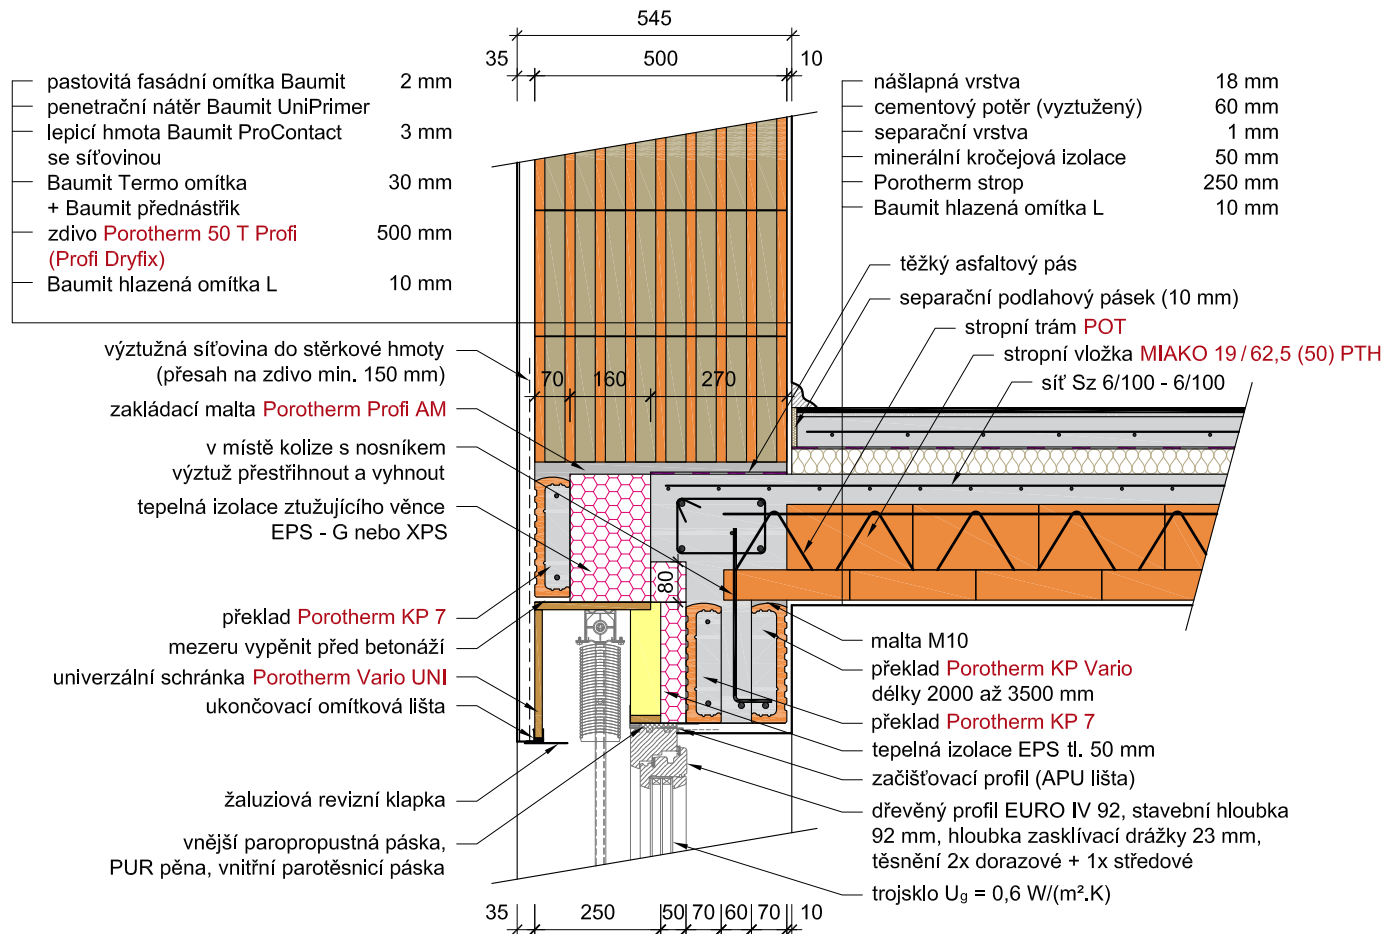 545
35 500 10
pastovitá fasádní omítka Baumit 2 mm
penetrační nátěr Baumit UniPrimer
lepicí hmota Baumit ProContact 3 mm
se síťovinou
Baumit Termo omítka 30 mm
+ Baumit přednástřik
zdivo Porotherm 50 T Profi 500 mm
(Profi Dryfix)
Baumit hlazená omítka L 10 mm
nášlapná vrstva 18 mm
cementový potěr (vyztužený) 60 mm
separační vrstva 1 mm
minerální kročejová izolace 50 mm
Porotherm strop 250 mm
Baumit hlazená omítka L 10 mm
těžký asfaltový pás
separační podlahový pásek (10 mm)
stropní trám POT
stropní vložka MIAKO 19/62,5 (50) PTH
síť Sz 6/100 - 6/100
výztužná síťovina do stěrkové hmoty
(přesah na zdivo min. 150 mm)
70 160 270
zakládací malta Porotherm Profi AM
v místě kolize s nosníkem
výztuž přestřihnout a vyhnout
tepelná izolace ztužujícího věnce
EPS - G nebo XPS
80
překlad Porotherm KP 7
mezeru vypěnit před betonáží
univerzální schránka Porotherm Vario UNI
ukončovací omítková lišta
žaluziová revizní klapka
vnější paropropustná páska,
PUR pěna, vnitřní parotěsnicí páska
malta M10
překlad Porotherm KP Vario
délky 2000 až 3500 mm
překlad Porotherm KP 7
tepelná izolace EPS tl. 50 mm
začišťovací profil (APU lišta)
dřevěný profil EURO IV 92, stavební hloubka
92 mm, hloubka zasklívací drážky 23 mm,
těsnění 2x dorazové + 1x středové
trojsklo Ug = 0,6 W/(m².K)
35 250 50 70 60 70 10